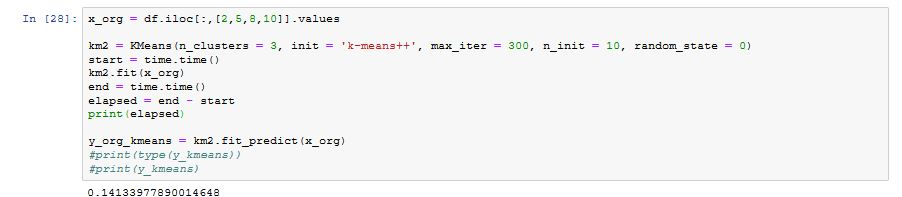 In [28]: x_org = df.iloc[:,[2,5,8,10]].values
km2 = KMeans(n_clusters = 3, init = 'k-means++', max_iter = 300, n_init = 10, random_state = 0)
start = time.time()
km2.fit(x_org)
end = time.time()
elapsed = end - start
print(elapsed)
y_org_kmeans = km2.fit_predict(x_org)
#print(type(y_kmeans))
#print(y_kmeans)
0.14133977890014648